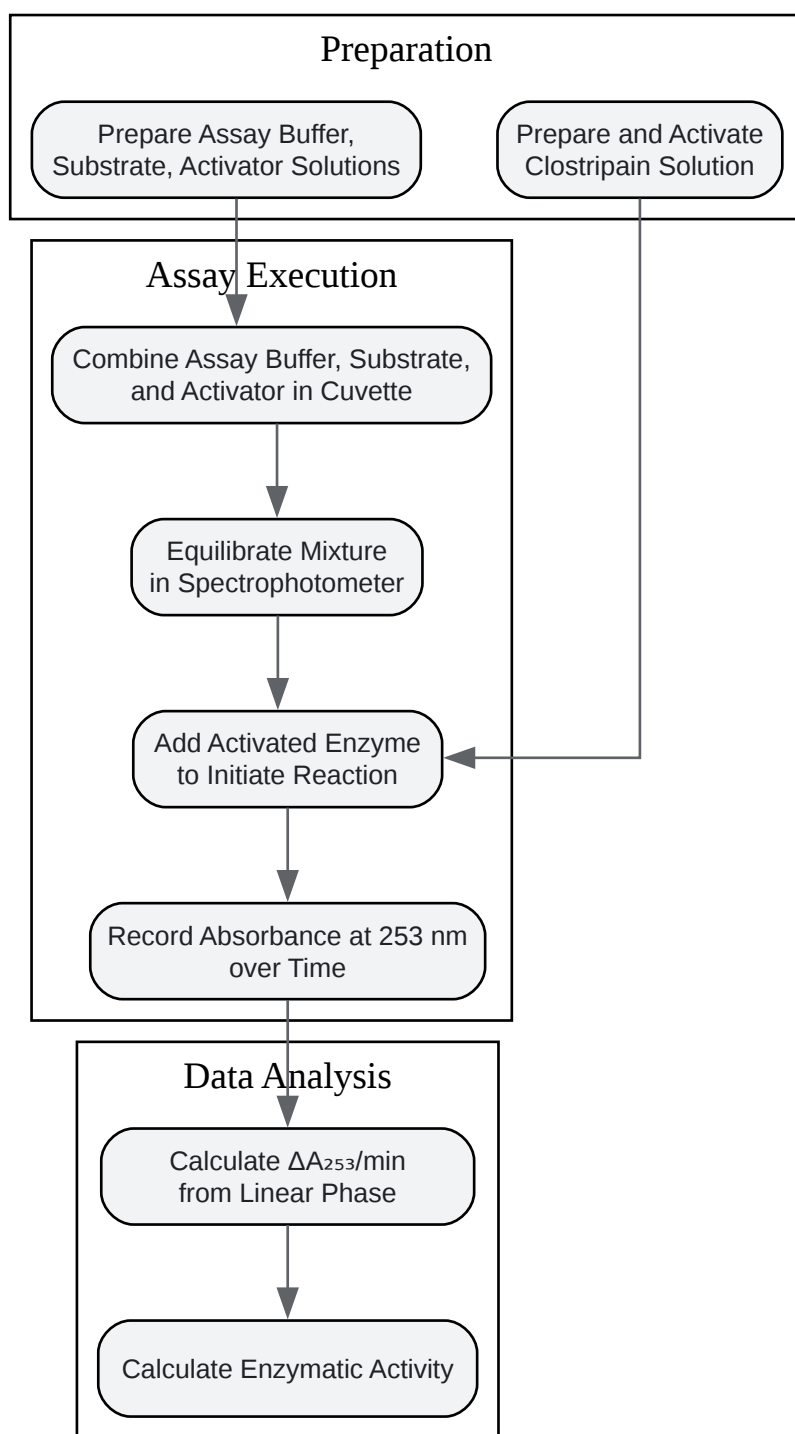 Preparation
Prepare Assay Buffer,
Substrate, Activator Solutions
Prepare and Activate
Clostripain Solution
Assay Execution
Combine Assay Buffer, Substrate,
and Activator in Cuvette
Equilibrate Mixture
in Spectrophotometer
Add Activated Enzyme
to Initiate Reaction
Record Absorbance at 253 nm
over Time
Data Analysis
Calculate ΔA₂₅₃/min
from Linear Phase
Calculate Enzymatic Activity